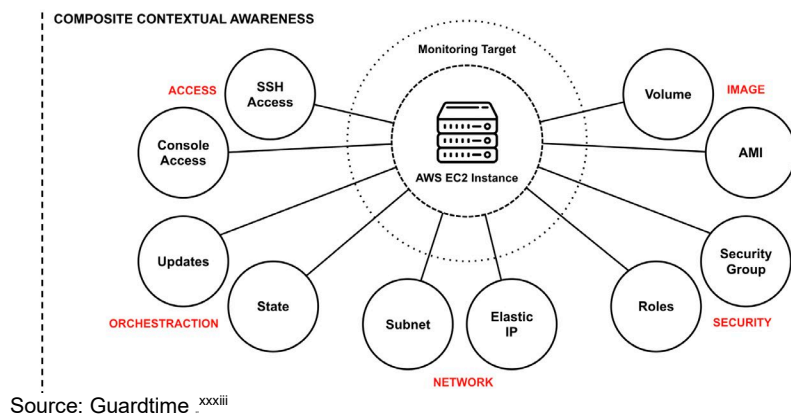 COMPOSITE CONTEXTUAL AWARENESS
Monitoring Target
ACCESS
SSH
Access
Volume
IMAGE
Console
Access
AMI
AWS EC2 Instance
Updates
Security
Group
State
Subnet
Elastic
IP
Roles
ORCHESTRACTION
SECURITY
NETWORK
Source: Guardtime . xxxiii